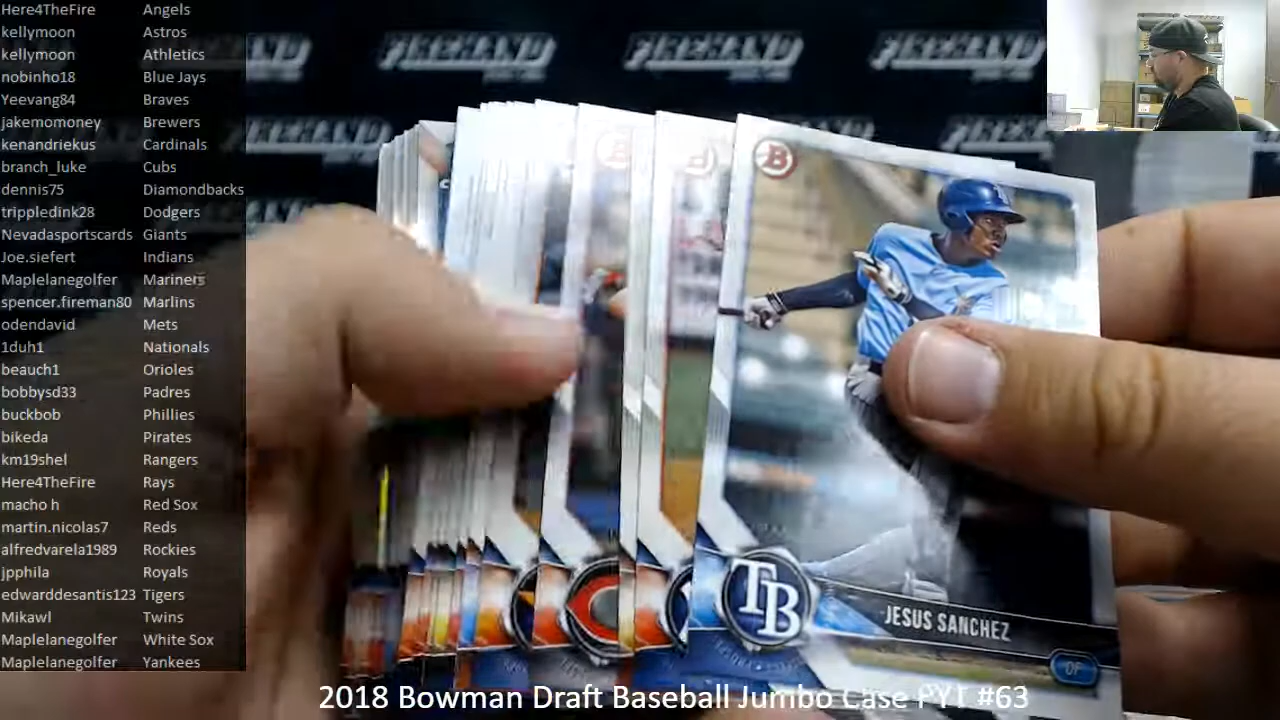 Here4TheFire Angels
kellymoon Astros
kellymoon Athletics
nobinho18 Blue Jays
Yeevang84 Braves
jakemomoney Brewers
kenandriekus Cardinals
branch_luke Cubs
dennis75 Diamondbacks
trippledink28 Dodgers
Nevadasportscards Giants
Joe.siefert Indians
Maplelanegolfer Mariners
spencer.fireman80 Marlins
odendavid Mets
1duh1 Nationals
beauch1 Orioles
bobbysd33 Padres
buckbob Phillies
bikeda Pirates
km19shel Rangers
Here4TheFire Rays
macho h Red Sox
martin.nicolas7 Reds
alfredvarela1989 Rockies
jpphila Royals
edwarddesantis123 Tigers
Mikawl Twins
Maplelanegolfer White Sox
Maplelanegolfer Yankees
FIREHAND FIREHAND FIREHAND
B
TB
JESUS SANCHEZ
OF
2018 Bowman Draft Baseball Jumbo Case PYT #63